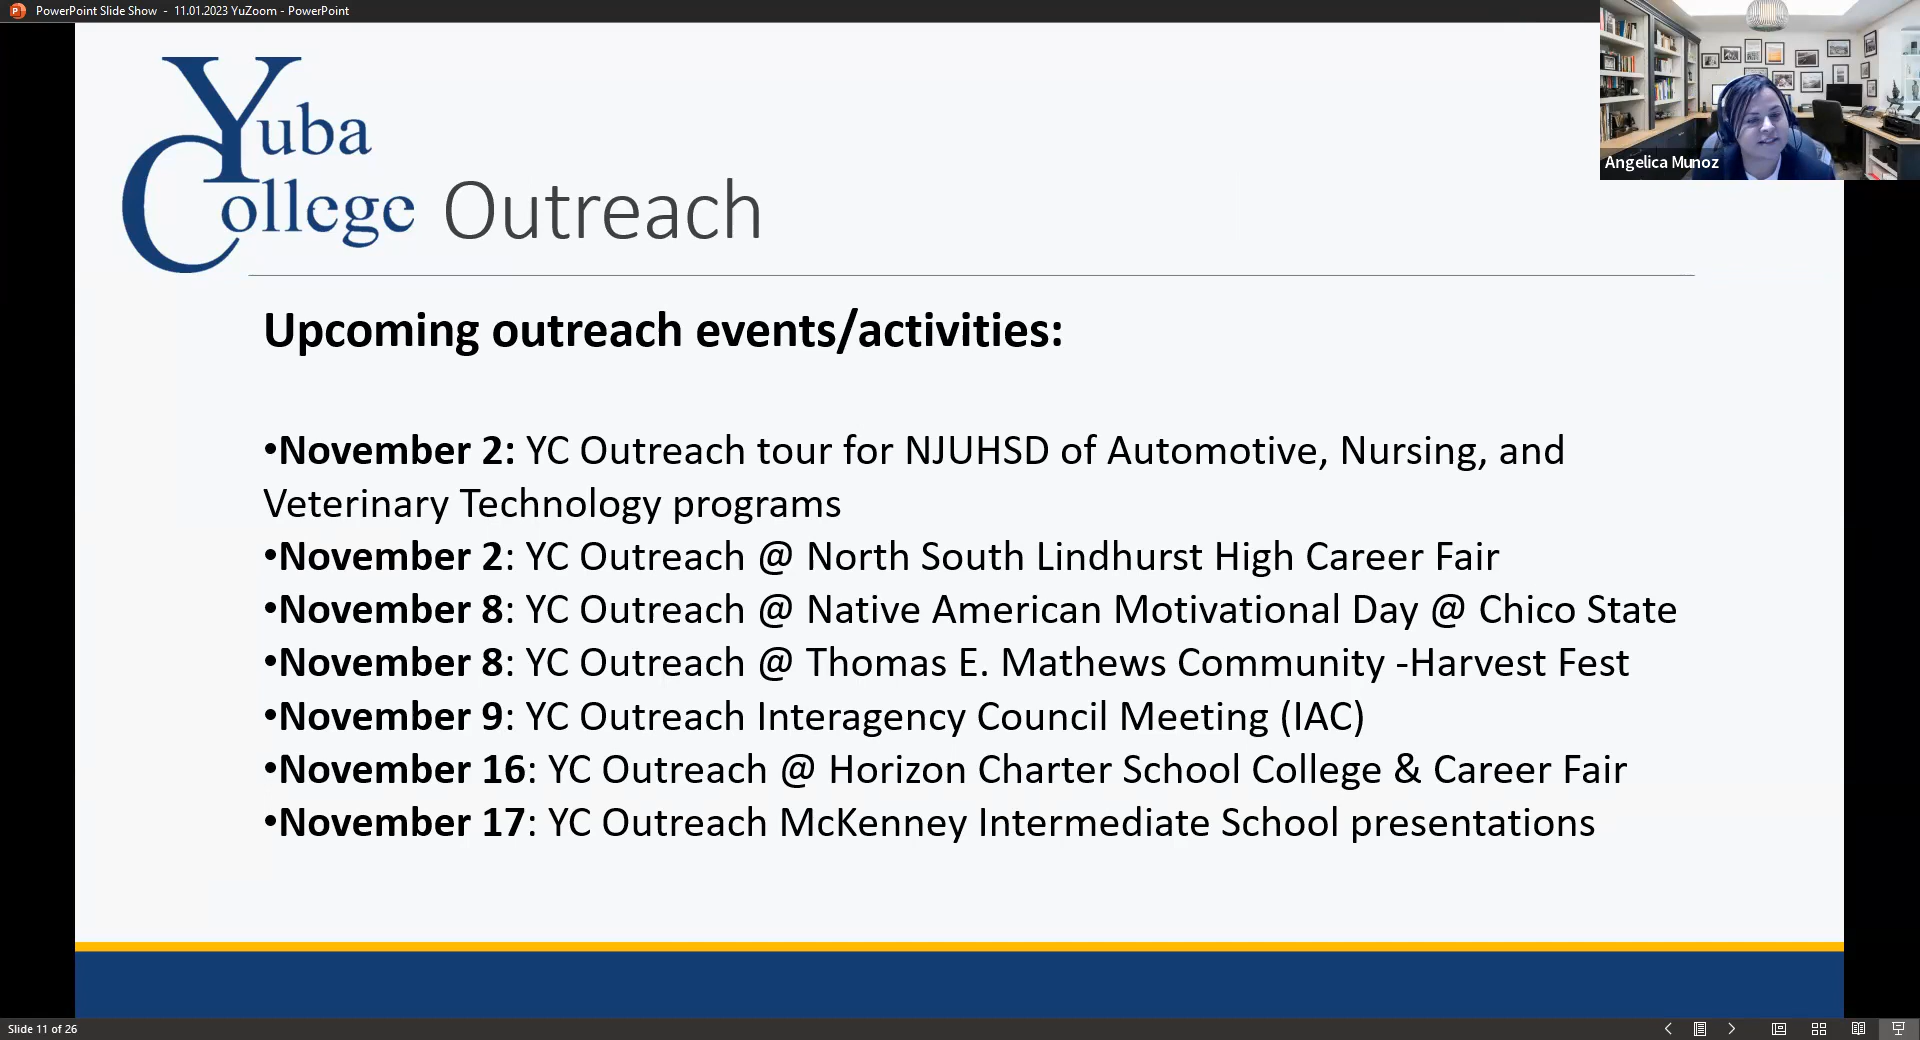 PowerPoint Slide Show - 11.01.2023 YuZoom - PowerPoint
Angelica Munoz
Yuba
College Outreach
Upcoming outreach events/activities:
•November 2: YC Outreach tour for NJUHSD of Automotive, Nursing, and
Veterinary Technology programs
•November 2: YC Outreach @ North South Lindhurst High Career Fair
•November 8: YC Outreach @ Native American Motivational Day @ Chico State
•November 8: YC Outreach @ Thomas E. Mathews Community -Harvest Fest
•November 9: YC Outreach Interagency Council Meeting (IAC)
•November 16: YC Outreach @ Horizon Charter School College & Career Fair
•November 17: YC Outreach McKenney Intermediate School presentations
Slide 11 of 26